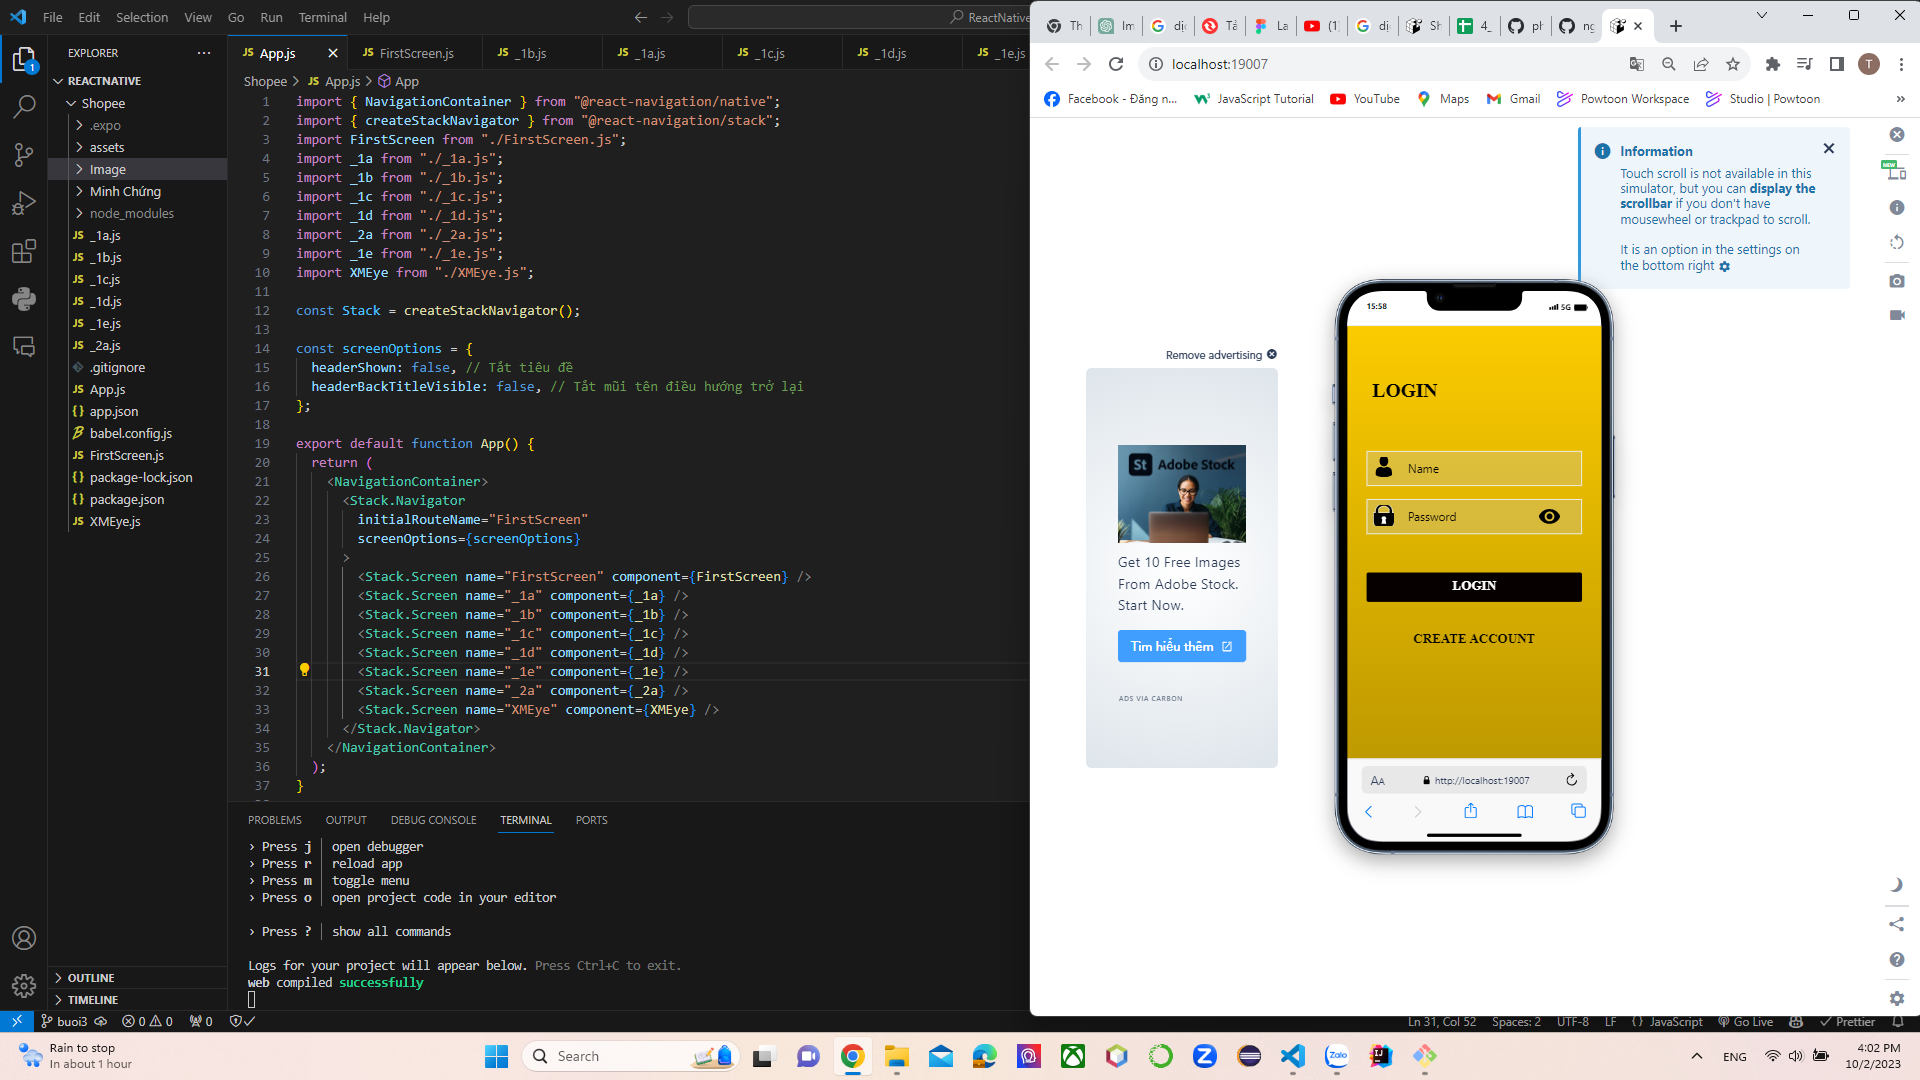 File Edit Selection View Go Run Terminal Help
ReactNative
EXPLORER
REACTNATIVE
Shopee
.expo
assets
Image
Minh Chứng
node_modules
JS _1a.js
JS _1b.js
JS _1c.js
JS _1d.js
JS _1e.js
JS _2a.js
.gitignore
JS App.js
{} app.json
babel.config.js
JS FirstScreen.js
{} package-lock.json
{} package.json
JS XMEye.js
OUTLINE
TIMELINE
JS App.js
JS FirstScreen.js
JS _1b.js
JS _1a.js
JS _1c.js
JS _1d.js
JS _1e.js
Shopee > JS App.js > App
1 import { NavigationContainer } from "@react-navigation/native";
2 import { createStackNavigator } from "@react-navigation/stack";
3 import FirstScreen from "./FirstScreen.js";
4 import _1a from "./_1a.js";
5 import _1b from "./_1b.js";
6 import _1c from "./_1c.js";
7 import _1d from "./_1d.js";
8 import _2a from "./_2a.js";
9 import _1e from "./_1e.js";
10 import XMEye from "./XMEye.js";
11
12 const Stack = createStackNavigator();
13
14 const screenOptions = {
15 headerShown: false, // Tắt tiêu đề
16 headerBackTitleVisible: false, // Tắt mũi tên điều hướng trở lại
17 };
18
19 export default function App() {
20 return (
21 <NavigationContainer>
22 <Stack.Navigator
23 initialRouteName="FirstScreen"
24 screenOptions={screenOptions}
25 >
26 <Stack.Screen name="FirstScreen" component={FirstScreen} />
27 <Stack.Screen name="_1a" component={_1a} />
28 <Stack.Screen name="_1b" component={_1b} />
29 <Stack.Screen name="_1c" component={_1c} />
30 <Stack.Screen name="_1d" component={_1d} />
31 <Stack.Screen name="_1e" component={_1e} />
32 <Stack.Screen name="_2a" component={_2a} />
33 <Stack.Screen name="XMEye" component={XMEye} />
34 </Stack.Navigator>
35 </NavigationContainer>
36 );
37 }
PROBLEMS OUTPUT DEBUG CONSOLE TERMINAL PORTS
› Press j │ open debugger
› Press r │ reload app
› Press m │ toggle menu
› Press o │ open project code in your editor
› Press ? │ show all commands
Logs for your project will appear below. Press Ctrl+C to exit.
web compiled successfully
buoi3 0 0 0
Ln 31, Col 52 Spaces: 2 UTF-8 LF {} JavaScript Go Live Prettier
localhost:19007
Facebook - Đăng n... JavaScript Tutorial YouTube Maps Gmail Powtoon Workspace Studio | Powtoon »
Information
Touch scroll is not available in this
simulator, but you can display the
scrollbar if you don't have
mousewheel or trackpad to scroll.
It is an option in the settings on
the bottom right
NEW
Remove advertising
St Adobe Stock
Get 10 Free Images
From Adobe Stock.
Start Now.
Tìm hiểu thêm
ADS VIA CARBON
15:58 5G
LOGIN
Name
Password
LOGIN
CREATE ACCOUNT
AA http://localhost:19007
Rain to stop
In about 1 hour
Search
Zalo
ENG
4:02 PM
10/2/2023